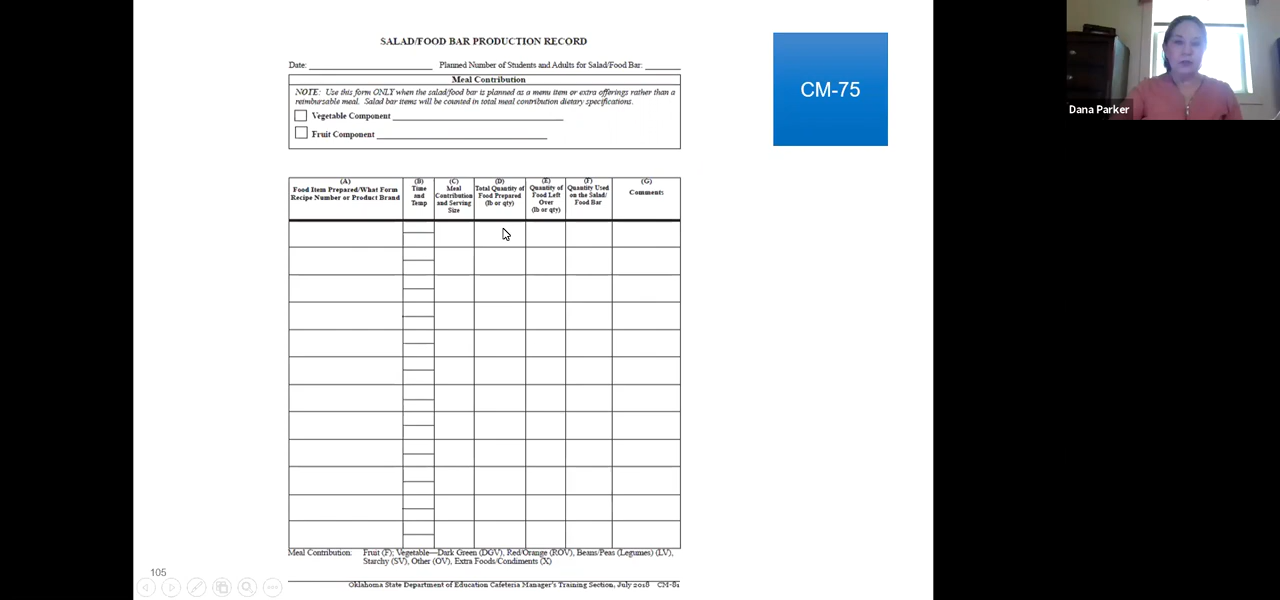 SALAD/FOOD BAR PRODUCTION RECORD
Date: ____ Planned Number of Students and Adults for Salad/Food Bar: ____
Meal Contribution
NOTE: Use this form ONLY when the salad/food bar is planned as a menu item or extra offerings rather than a
reimbursable meal. Salad bar items will be counted in total meal contribution dietary specifications.
Vegetable Component ____
Fruit Component ____
(A)
Food Item Prepared/What Form
Recipe Number or Product Brand
(B)
Time
and
Temp
(C)
Meal
Contribution
and Serving
Size
(D)
Total Quantity of
Food Prepared
(lb or qty)
(E)
Quantity of
Food Left
Over
(lb or qty)
(F)
Quantity Used
on the Salad/
Food Bar
(G)
Comments
Meal Contribution: Fruit (F); Vegetable—Dark Green (DGV), Red/Orange (ROV), Beans/Peas (Legumes) (LV),
Starchy (SV), Other (OV), Extra Foods/Condiments (X)
Oklahoma State Department of Education Cafeteria Manager's Training Section, July 2018 CM-81
105
CM-75
Dana Parker